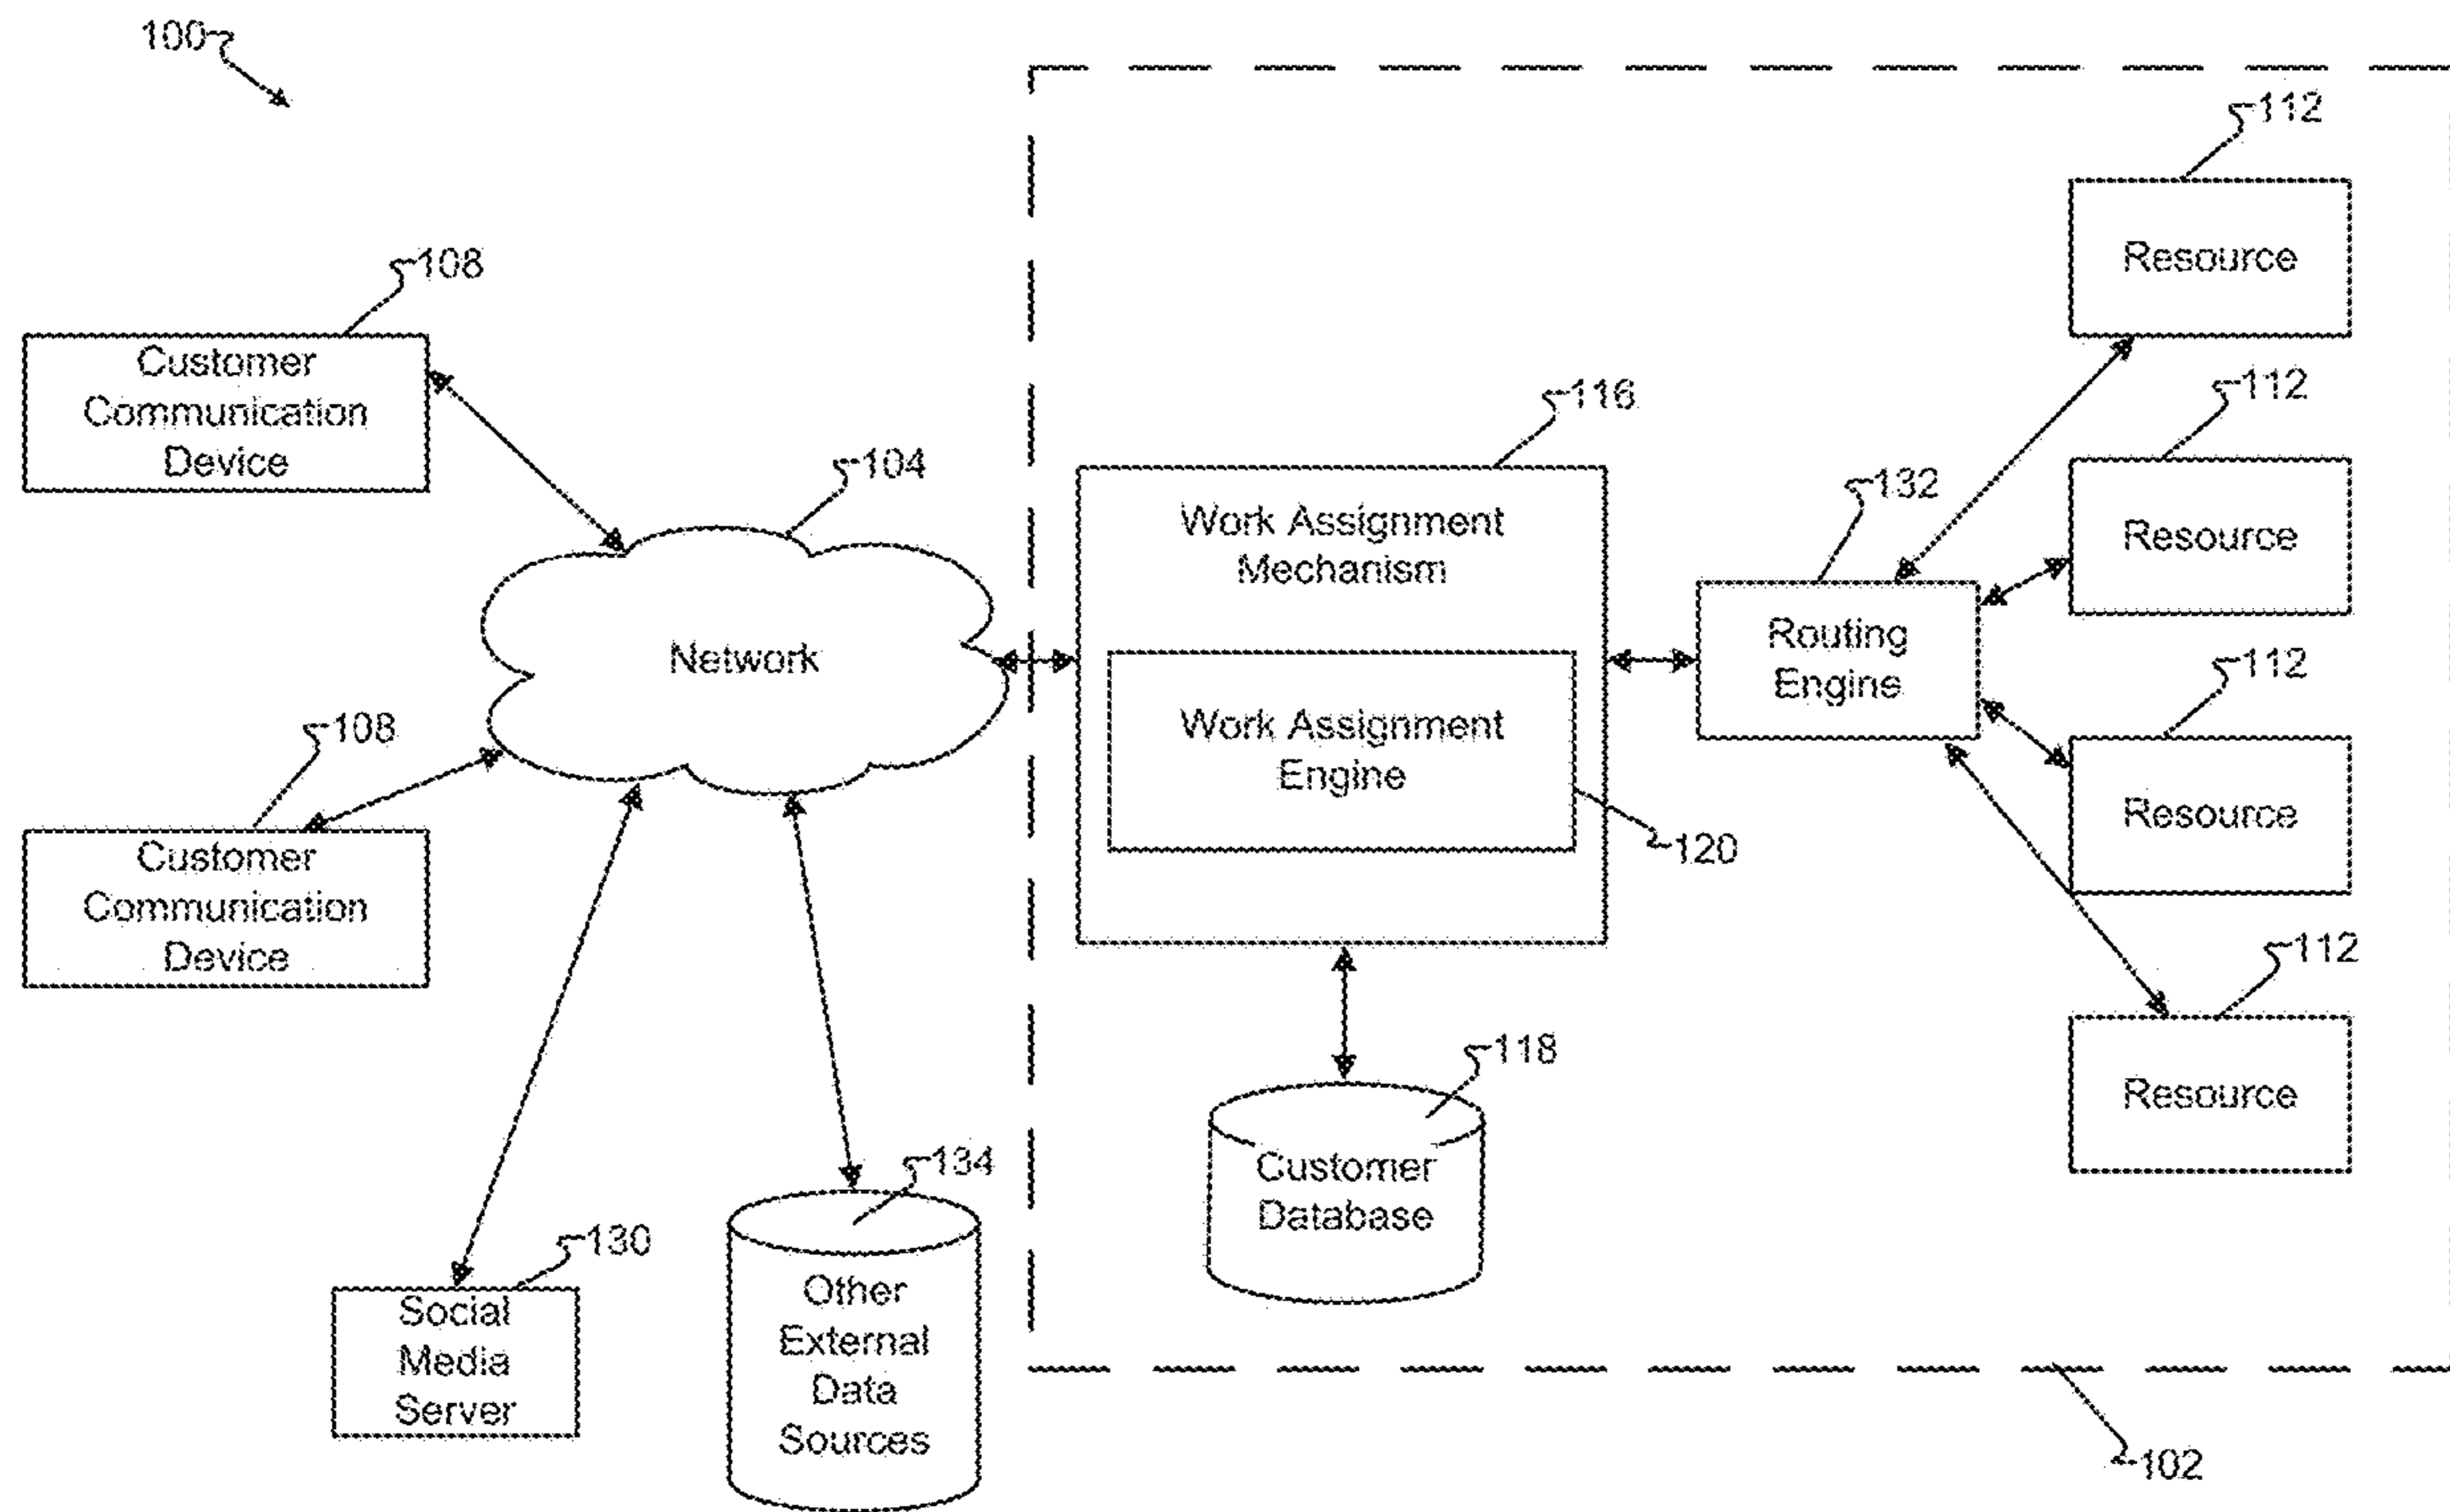 100
112
Resource
108
Customer
Communication
Device
112
Resource
116
104
132
Work Assignment
Mechanism
Network
Routing
Engine
Work Assignment
Engine
120
112
Resource
108
Customer
Communication
Device
112
Resource
118
Customer
Database
134
Other
External
Data
Sources
130
Social
Media
Server
102